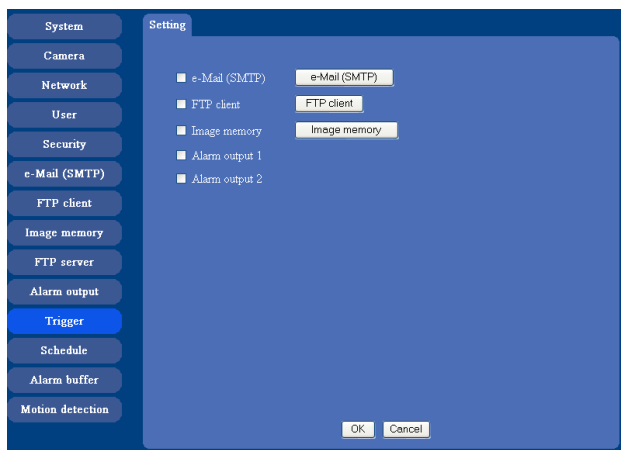 System
Camera
Network
User
Security
e-Mail (SMTP)
FTP client
Image memory
FTP server
Alarm output
Trigger
Schedule
Alarm buffer
Motion detection
Setting
e-Mail (SMTP) e-Mail (SMTP)
FTP client FTP client
Image memory Image memory
Alarm output 1
Alarm output 2
OK Cancel